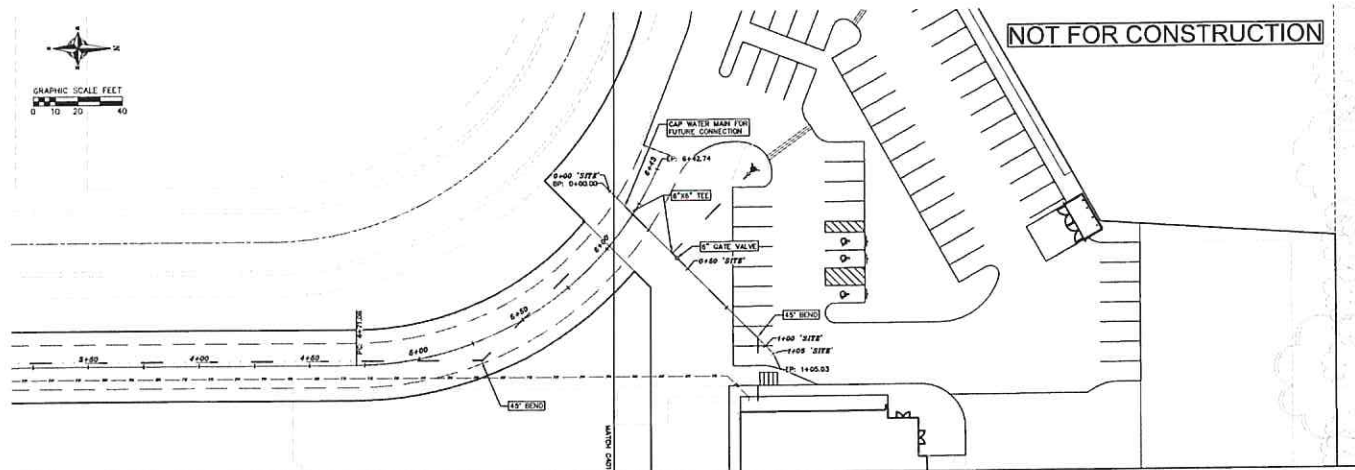 NOT FOR CONSTRUCTION
GRAPHIC SCALE FEET
0 10 20 40
CAP WATER MAIN FOR
FUTURE CONNECTION
EP: 6+42.74
6+43
0+00 "SITE"
BP: 0+00.00
6"X6" TEE
6" GATE VALVE
0+50 "SITE"
6+00
45° BEND
1+00 "SITE"
1+05 "SITE"
EP: 1+05.03
5+50
5+00
4+50
4+00
3+50
45° BEND